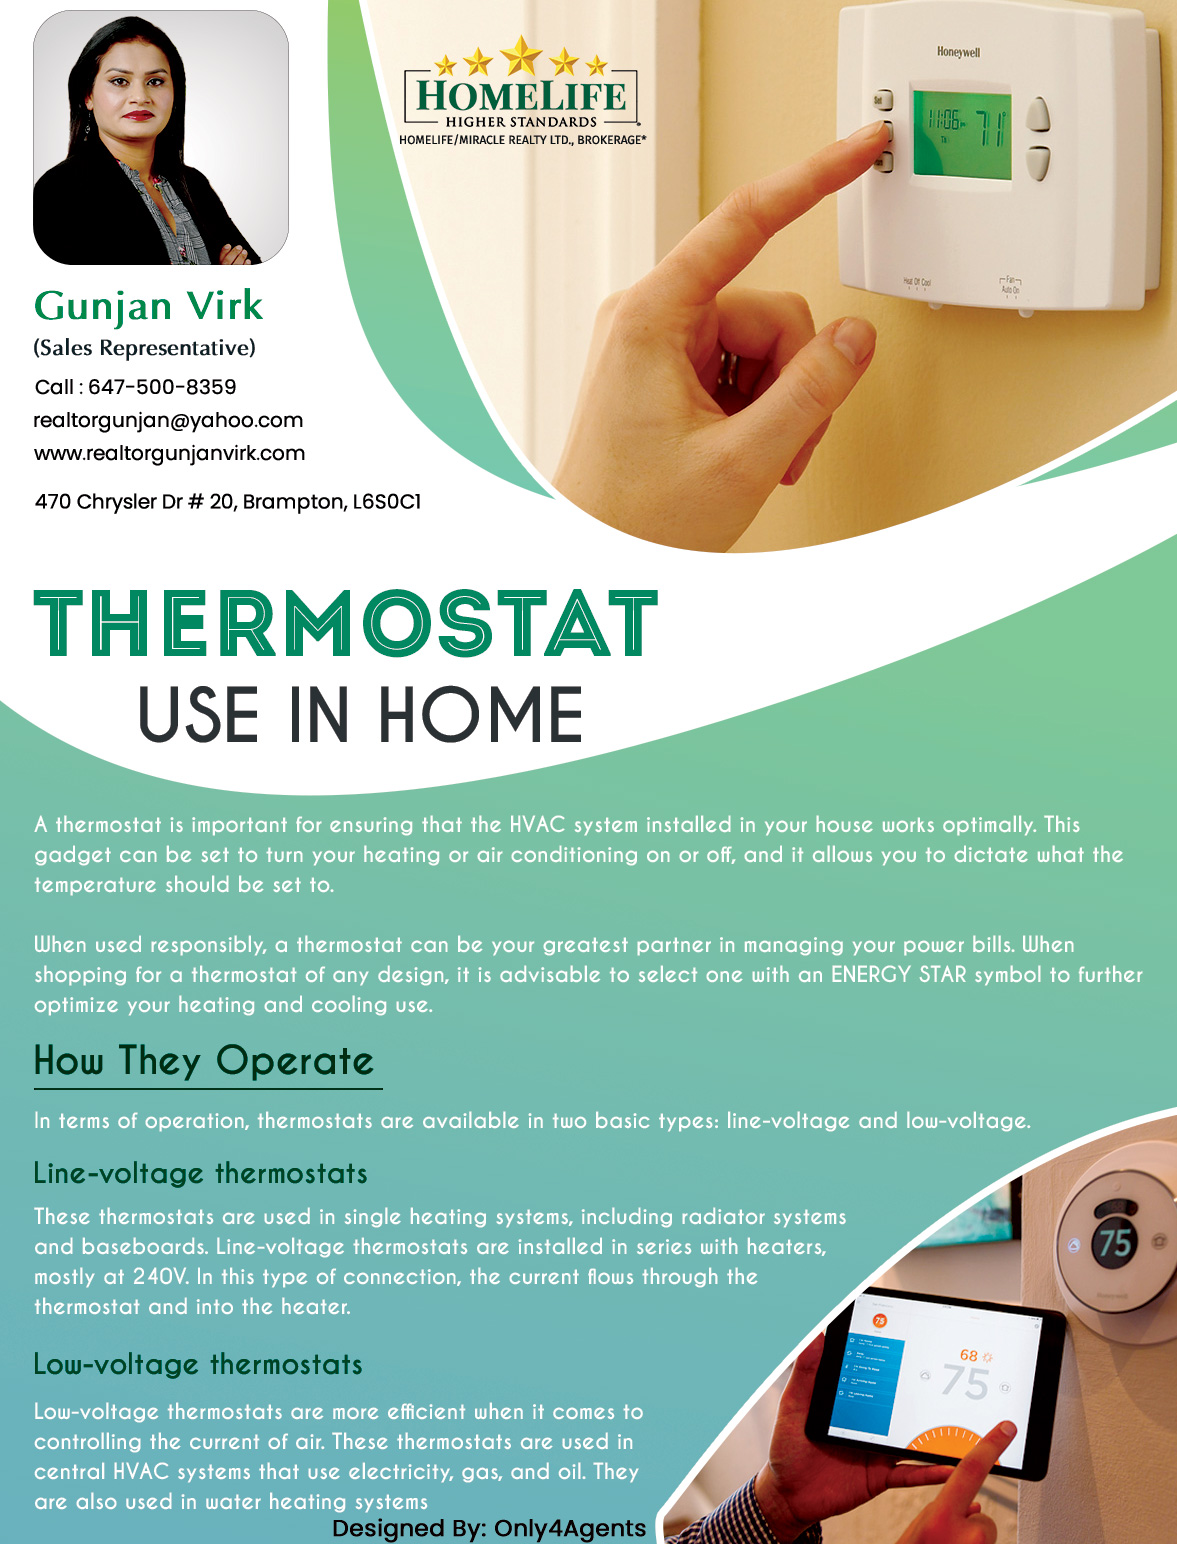 HOMELIFE
HIGHER STANDARDS
HOMELIFE/MIRACLE REALTY LTD., BROKERAGE*
Honeywell
11:06
71°
Heat Off Cool
Fan
Auto On
Gunjan Virk
(Sales Representative)
Call : 647-500-8359
realtorgunjan@yahoo.com
www.realtorgunjanvirk.com
470 Chrysler Dr # 20, Brampton, L6S0C1
THERMOSTAT
USE IN HOME
A thermostat is important for ensuring that the HVAC system installed in your house works optimally. This
gadget can be set to turn your heating or air conditioning on or off, and it allows you to dictate what the
temperature should be set to.
When used responsibly, a thermostat can be your greatest partner in managing your power bills. When
shopping for a thermostat of any design, it is advisable to select one with an ENERGY STAR symbol to further
optimize your heating and cooling use.
How They Operate
In terms of operation, thermostats are available in two basic types: line-voltage and low-voltage.
Line-voltage thermostats
These thermostats are used in single heating systems, including radiator systems
and baseboards. Line-voltage thermostats are installed in series with heaters,
mostly at 240V. In this type of connection, the current flows through the
thermostat and into the heater.
Low-voltage thermostats
Low-voltage thermostats are more efficient when it comes to
controlling the current of air. These thermostats are used in
central HVAC systems that use electricity, gas, and oil. They
are also used in water heating systems
75
Honeywell
75
68
75
Designed By: Only4Agents